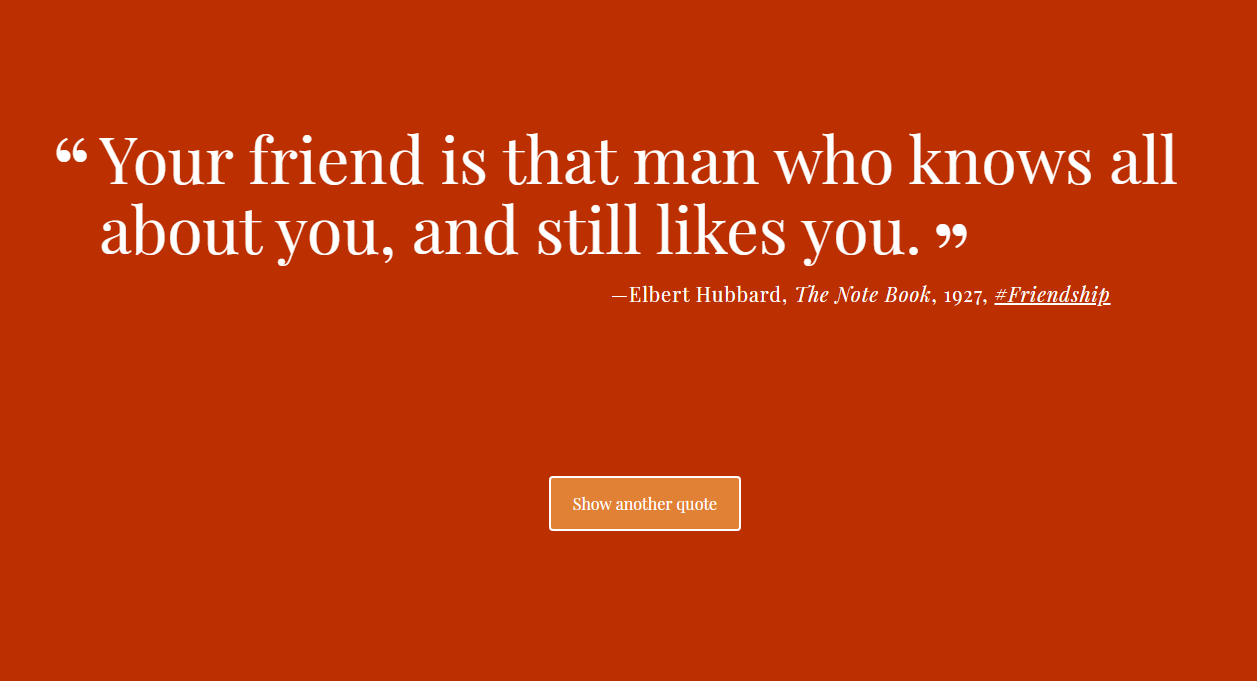 “ Your friend is that man who knows all
about you, and still likes you. ”
—Elbert Hubbard, The Note Book, 1927, #Friendship
Show another quote